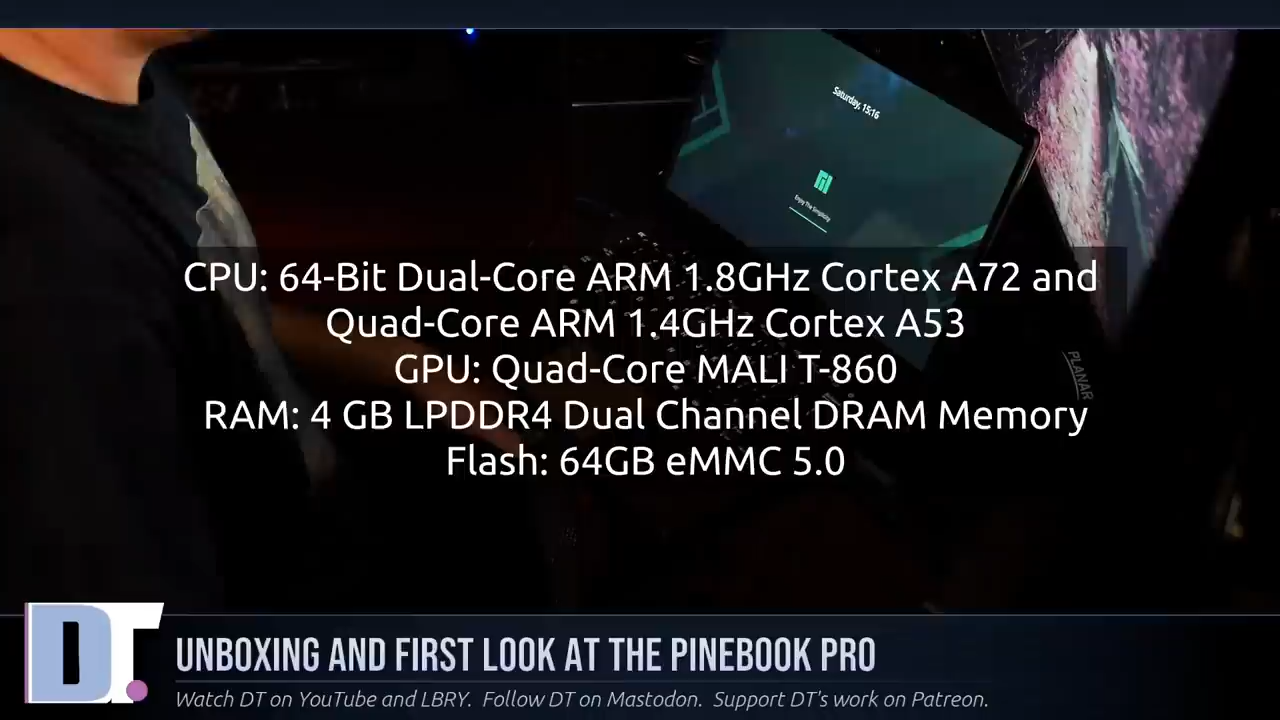 Saturday, 15:16
Enjoy The Simplicity
CPU: 64-Bit Dual-Core ARM 1.8GHz Cortex A72 and
Quad-Core ARM 1.4GHz Cortex A53
GPU: Quad-Core MALI T-860
RAM: 4 GB LPDDR4 Dual Channel DRAM Memory
Flash: 64GB eMMC 5.0
PLANAR
DT.
UNBOXING AND FIRST LOOK AT THE PINEBOOK PRO
Watch DT on YouTube and LBRY. Follow DT on Mastodon. Support DT's work on Patreon.